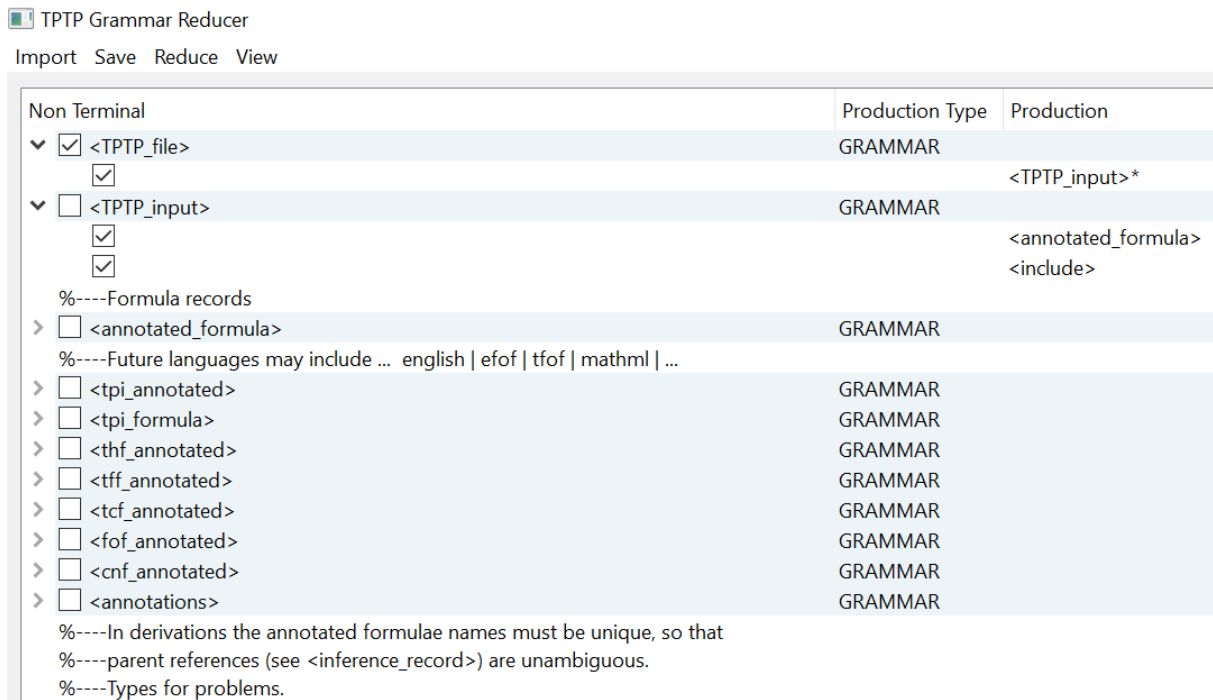 TPTP Grammar Reducer
Import Save Reduce View
Non Terminal Production Type Production
<TPTP_file> GRAMMAR
<TPTP_input>*
<TPTP_input> GRAMMAR
<annotated_formula>
<include>
%----Formula records
<annotated_formula> GRAMMAR
%----Future languages may include ... english | efof | tfof | mathml | ...
<tpi_annotated> GRAMMAR
<tpi_formula> GRAMMAR
<thf_annotated> GRAMMAR
<tff_annotated> GRAMMAR
<tcf_annotated> GRAMMAR
<fof_annotated> GRAMMAR
<cnf_annotated> GRAMMAR
<annotations> GRAMMAR
%----In derivations the annotated formulae names must be unique, so that
%----parent references (see <inference_record>) are unambiguous.
%----Types for problems.